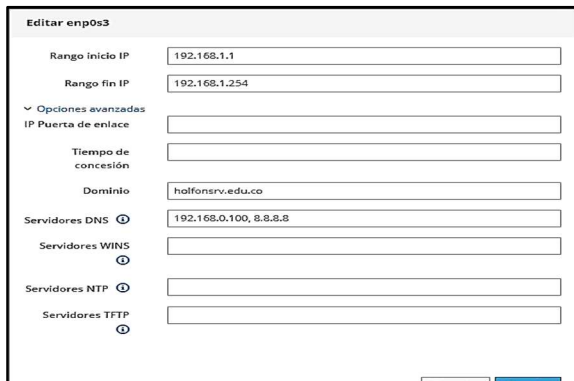 Editar enp0s3
Rango inicio IP 192.168.1.1
Rango fin IP 192.168.1.254
Opciones avanzadas
IP Puerta de enlace
Tiempo de
concesión
Dominio halfonsrv.edu.co
Servidores DNS 192.168.0.100, 8.8.8.8
Servidores WINS
Servidores NTP
Servidores TFTP